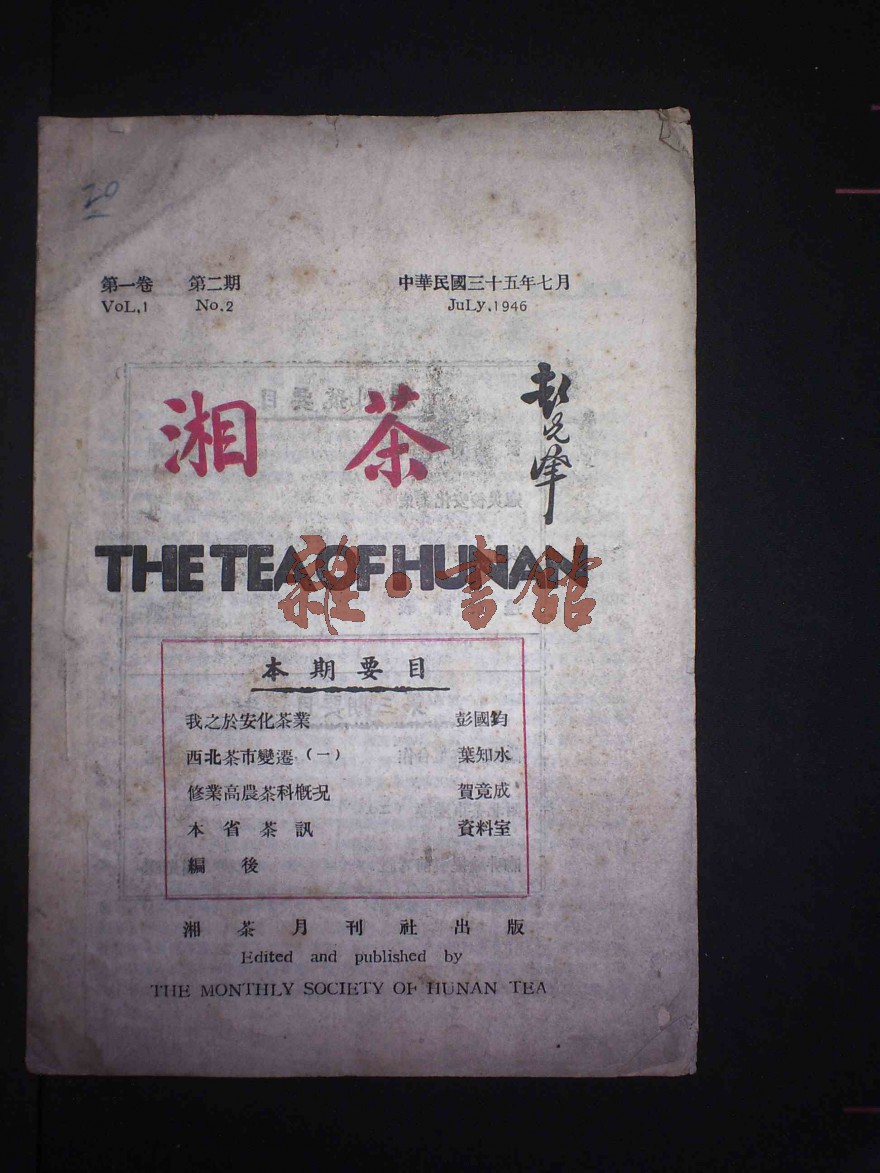 20
第一卷 第二期 中華民國三十五年七月
VoL,1 No.2 JuLy,1946
湘茶
THE TEA OF HUNAN
雜·書館
本期要目
我之於安化茶業 彭國鈞
西北茶市變遷（一） 葉知水
修業高農茶科概況 賀竟成
本省茶訊 資料室
編後
湘茶月刊社出版
Edited and published by
THE MONTHLY SOCIETY OF HUNAN TEA